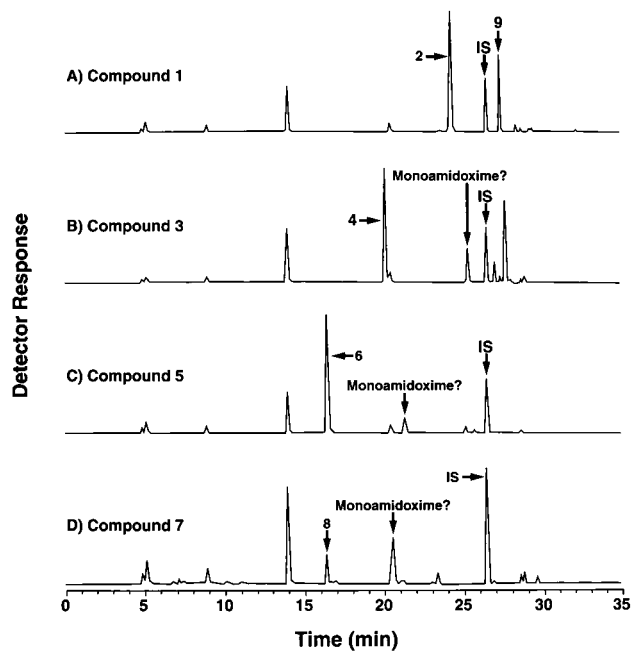 9
2
IS
A) Compound 1
Monoamidoxime?
IS
4
B) Compound 3
6
IS
Monoamidoxime?
C) Compound 5
IS
Monoamidoxime?
8
D) Compound 7
Detector Response
0 5 10 15 20 25 30 35
Time (min)